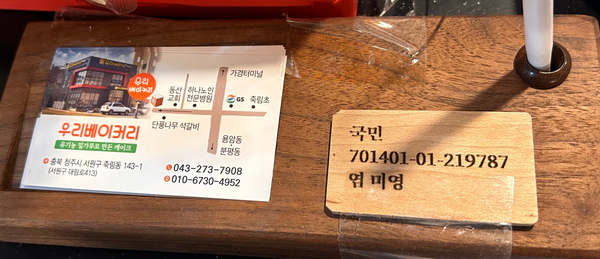 우리
베이커리
우리베이커리
유기농 밀가루로 만든 케이크
충북 청주시 서원구 죽림동 143-1
(서원구 대림로413)
가경터미널
동산
교회
하나노인
전문병원
GS
죽림초
단풍나무 석갈비
용암동
분평동
043-273-7908
010-6730-4952
국민
701401-01-219787
염 미영